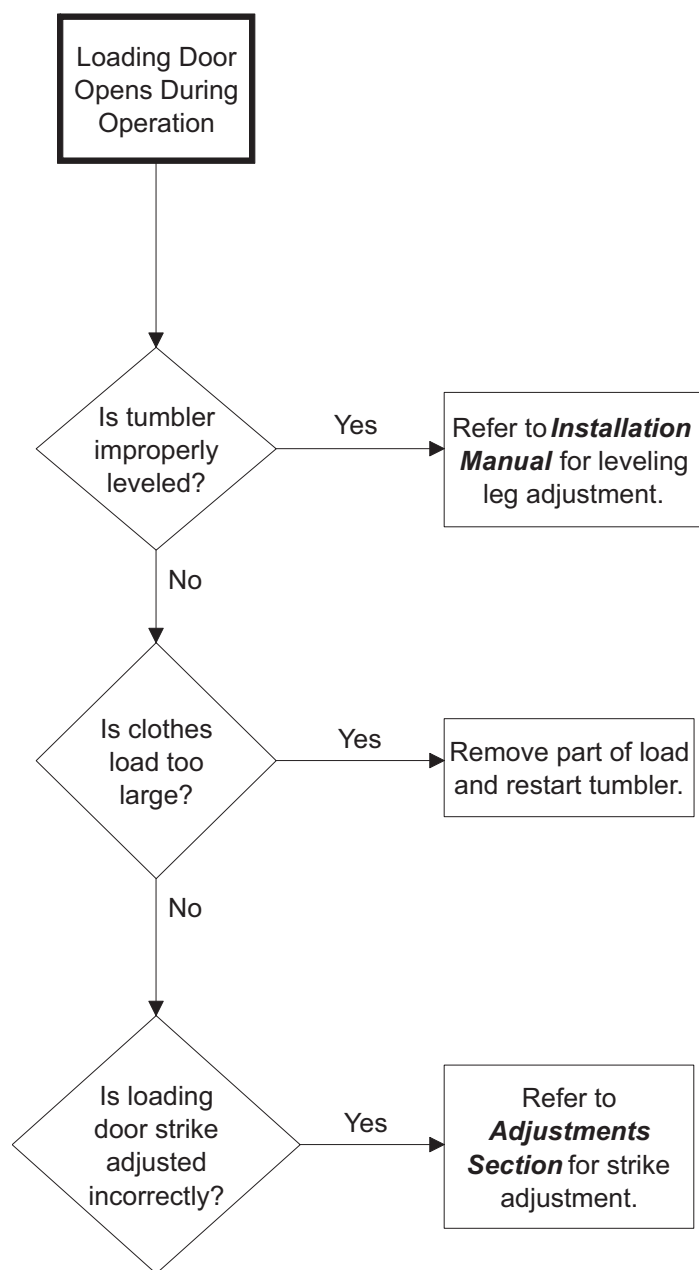 Loading Door
Opens During
Operation
Is tumbler
improperly
leveled?
Yes
Refer to Installation
Manual for leveling
leg adjustment.
No
Is clothes
load too
large?
Yes
Remove part of load
and restart tumbler.
No
Is loading
door strike
adjusted
incorrectly?
Yes
Refer to
Adjustments
Section for strike
adjustment.